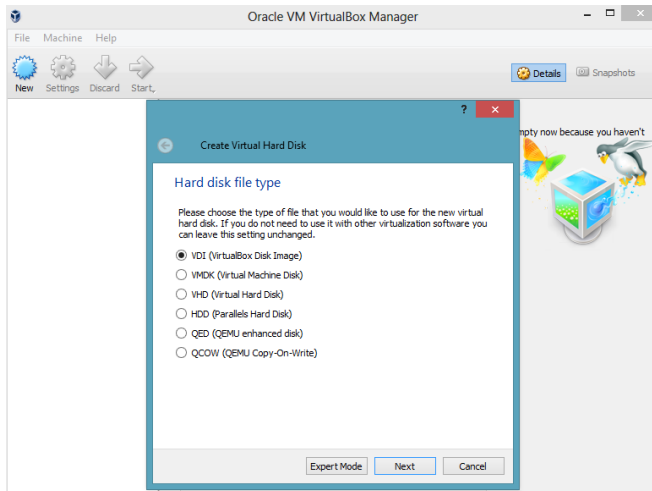 Oracle VM VirtualBox Manager
File Machine Help
New Settings Discard Start,
Details Snapshots
?
mpty now because you haven't
Create Virtual Hard Disk
Hard disk file type
Please choose the type of file that you would like to use for the new virtual
hard disk. If you do not need to use it with other virtualization software you
can leave this setting unchanged.
VDI (VirtualBox Disk Image)
VMDK (Virtual Machine Disk)
VHD (Virtual Hard Disk)
HDD (Parallels Hard Disk)
QED (QEMU enhanced disk)
QCOW (QEMU Copy-On-Write)
Expert Mode Next Cancel